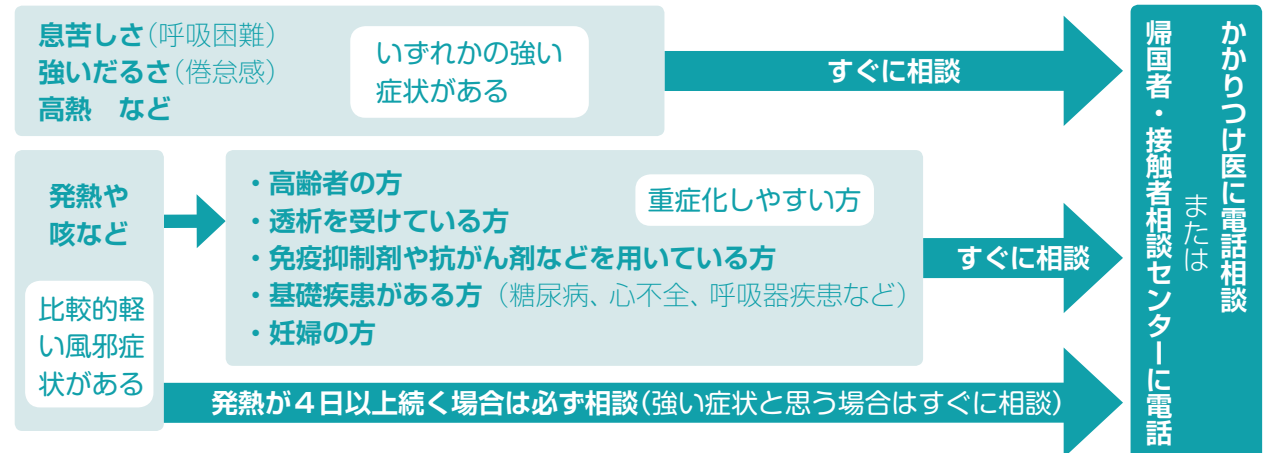 息苦しさ（呼吸困難）
強いだるさ（倦怠感）
高熱　など
いずれかの強い
症状がある
すぐに相談
発熱や
咳など
比較的軽
い風邪症
状がある
・高齢者の方
・透析を受けている方
・免疫抑制剤や抗がん剤などを用いている方
・基礎疾患がある方（糖尿病、心不全、呼吸器疾患など）
・妊婦の方
重症化しやすい方
すぐに相談
発熱が４日以上続く場合は必ず相談（強い症状と思う場合はすぐに相談）
かかりつけ医に電話相談
または
帰国者・接触者相談センターに電話